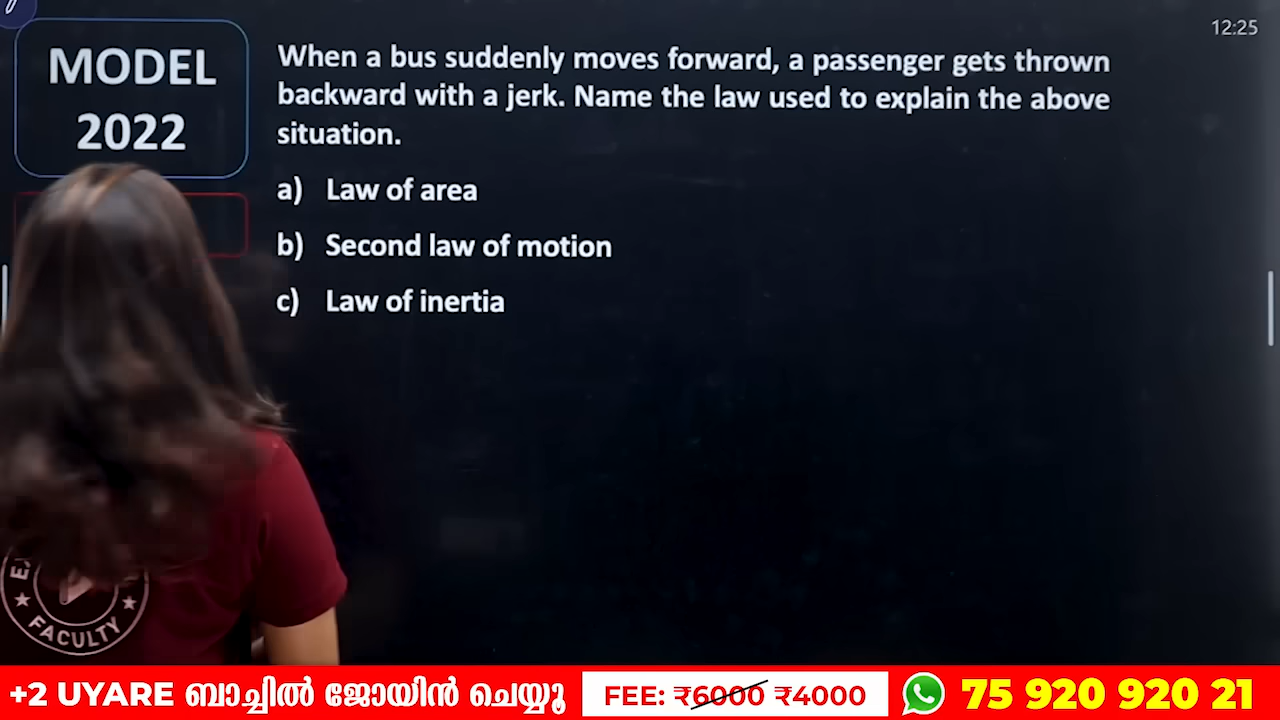 12:25
MODEL
2022
When a bus suddenly moves forward, a passenger gets thrown
backward with a jerk. Name the law used to explain the above
situation.
a) Law of area
b) Second law of motion
c) Law of inertia
FACULTY
+2 UYARE ബാച്ചിൽ ജോയിൻ ചെയ്യൂ FEE: ₹6000 ₹4000 75 920 920 21